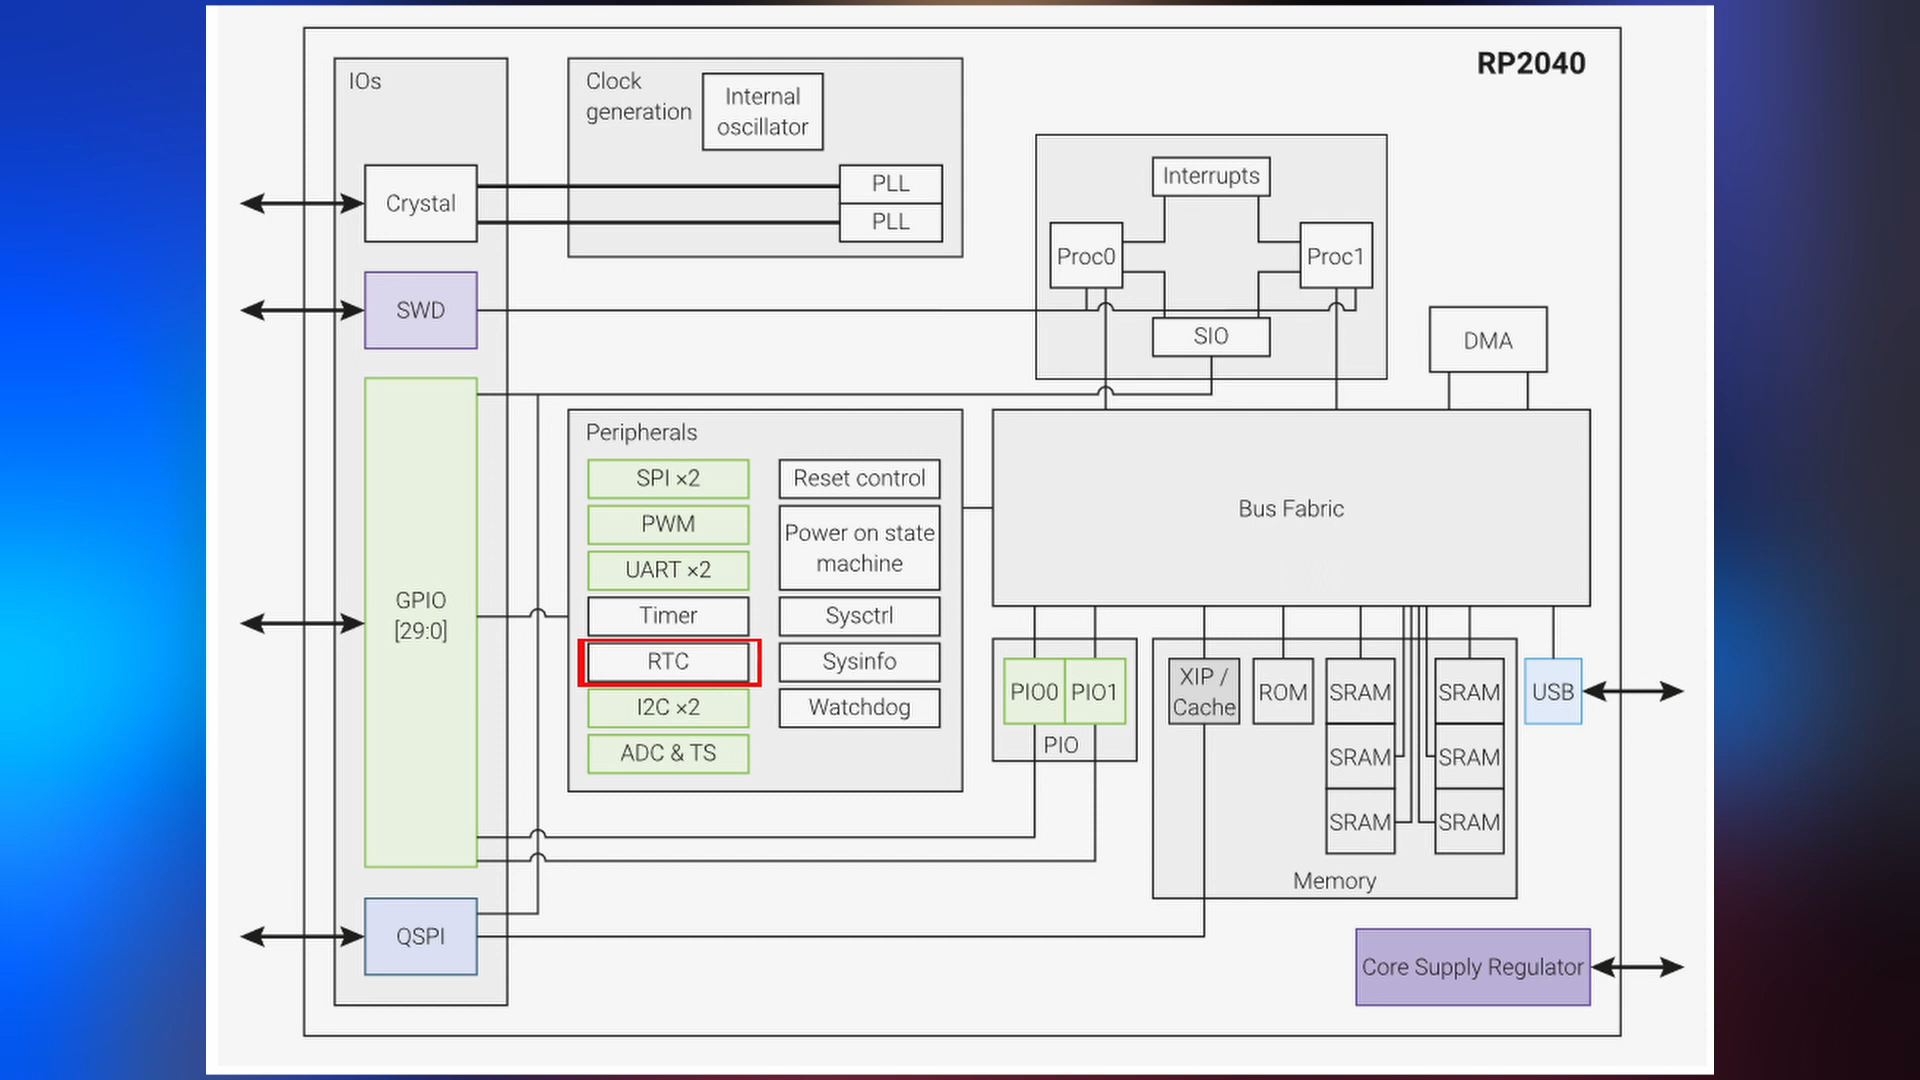 RP2040
IOs
Clock
generation
Internal
oscillator
Crystal
PLL
PLL
Interrupts
Proc0
Proc1
SWD
SIO
DMA
Peripherals
SPI ×2
PWM
UART ×2
Timer
RTC
I2C ×2
ADC & TS
Reset control
Power on state
machine
Sysctrl
Sysinfo
Watchdog
Bus Fabric
GPIO
[29:0]
PIO0
PIO1
PIO
XIP /
Cache
ROM
SRAM
SRAM
SRAM
SRAM
SRAM
SRAM
Memory
USB
QSPI
Core Supply Regulator